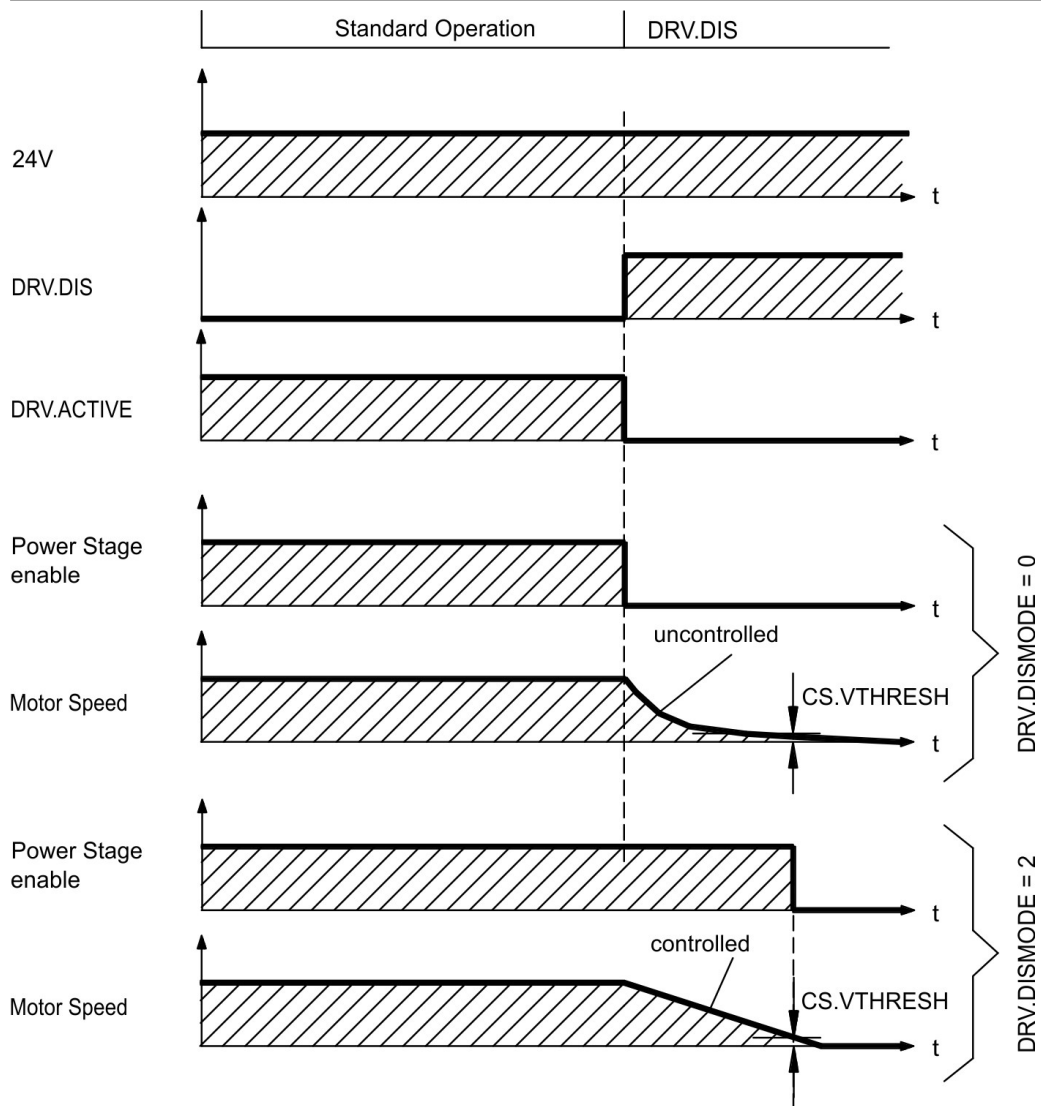 Standard Operation
DRV.DIS
24V
t
DRV.DIS
t
DRV.ACTIVE
t
Power Stage
enable
t
uncontrolled
Motor Speed
CS.VTHRESH
t
DRV.DISMODE = 0
Power Stage
enable
t
controlled
Motor Speed
CS.VTHRESH
t
DRV.DISMODE = 2